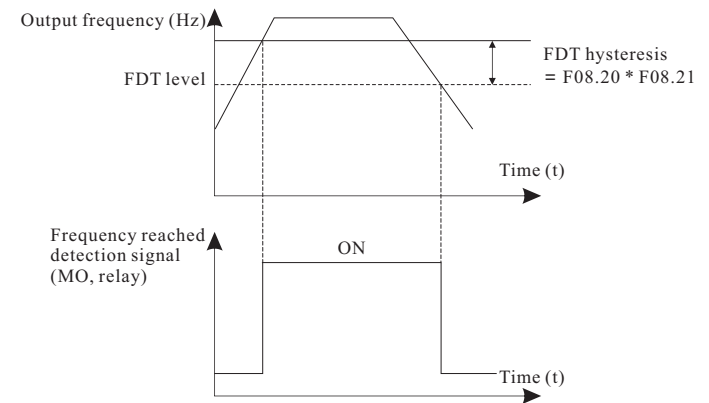 Output frequency (Hz)
FDT level
FDT hysteresis
= F08.20 * F08.21
Time (t)
Frequency reached
detection signal
(MO, relay)
ON
Time (t)